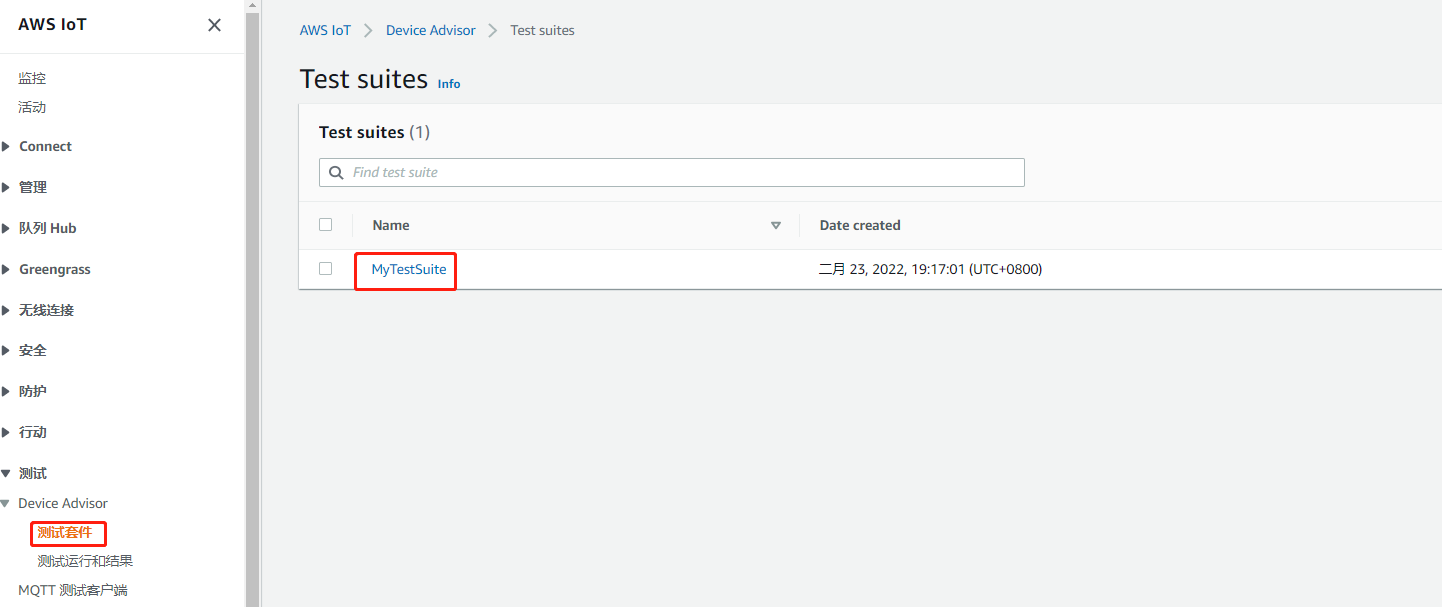 AWS IoT
监控
活动
Connect
管理
队列 Hub
Greengrass
无线连接
安全
防护
行动
测试
Device Advisor
测试套件
测试运行和结果
MQTT 测试客户端
AWS IoT Device Advisor Test suites
Test suites Info
Test suites (1)
Find test suite
Name Date created
MyTestSuite 二月 23, 2022, 19:17:01 (UTC+0800)